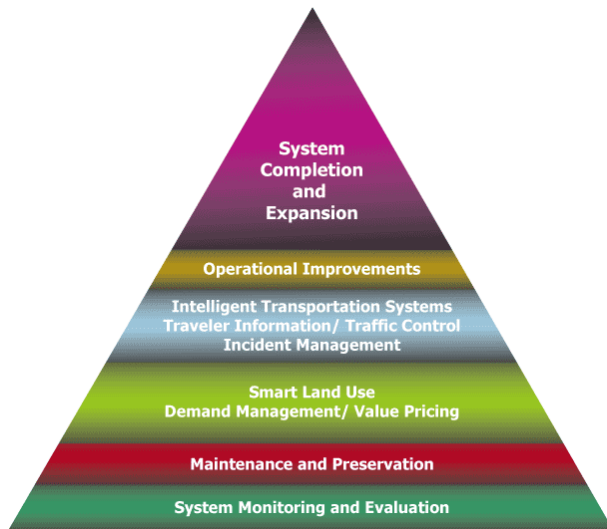 System
Completion
and
Expansion
Operational Improvements
Intelligent Transportation Systems
Traveler Information/ Traffic Control
Incident Management
Smart Land Use
Demand Management/ Value Pricing
Maintenance and Preservation
System Monitoring and Evaluation